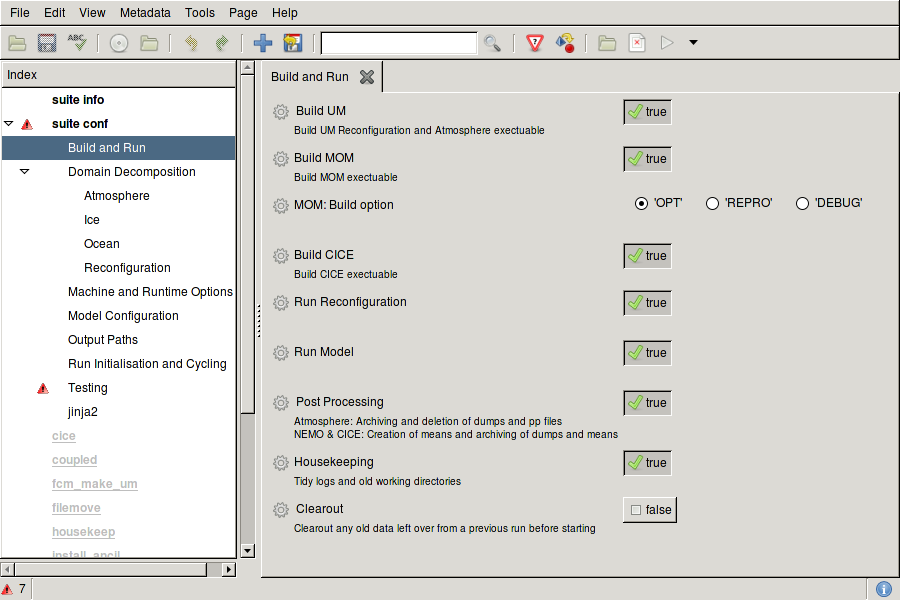 File Edit View Metadata Tools Page Help
ABC
Index
suite info
suite conf
Build and Run
Domain Decomposition
Atmosphere
Ice
Ocean
Reconfiguration
Machine and Runtime Options
Model Configuration
Output Paths
Run Initialisation and Cycling
Testing
jinja2
cice
coupled
fcm_make_um
filemove
housekeep
install_ancil
7
Build and Run
Build UM true
Build UM Reconfiguration and Atmosphere exectuable
Build MOM true
Build MOM exectuable
MOM: Build option 'OPT' 'REPRO' 'DEBUG'
Build CICE true
Build CICE exectuable
Run Reconfiguration true
Run Model true
Post Processing true
Atmosphere: Archiving and deletion of dumps and pp files
NEMO & CICE: Creation of means and archiving of dumps and means
Housekeeping true
Tidy logs and old working directories
Clearout false
Clearout any old data left over from a previous run before starting